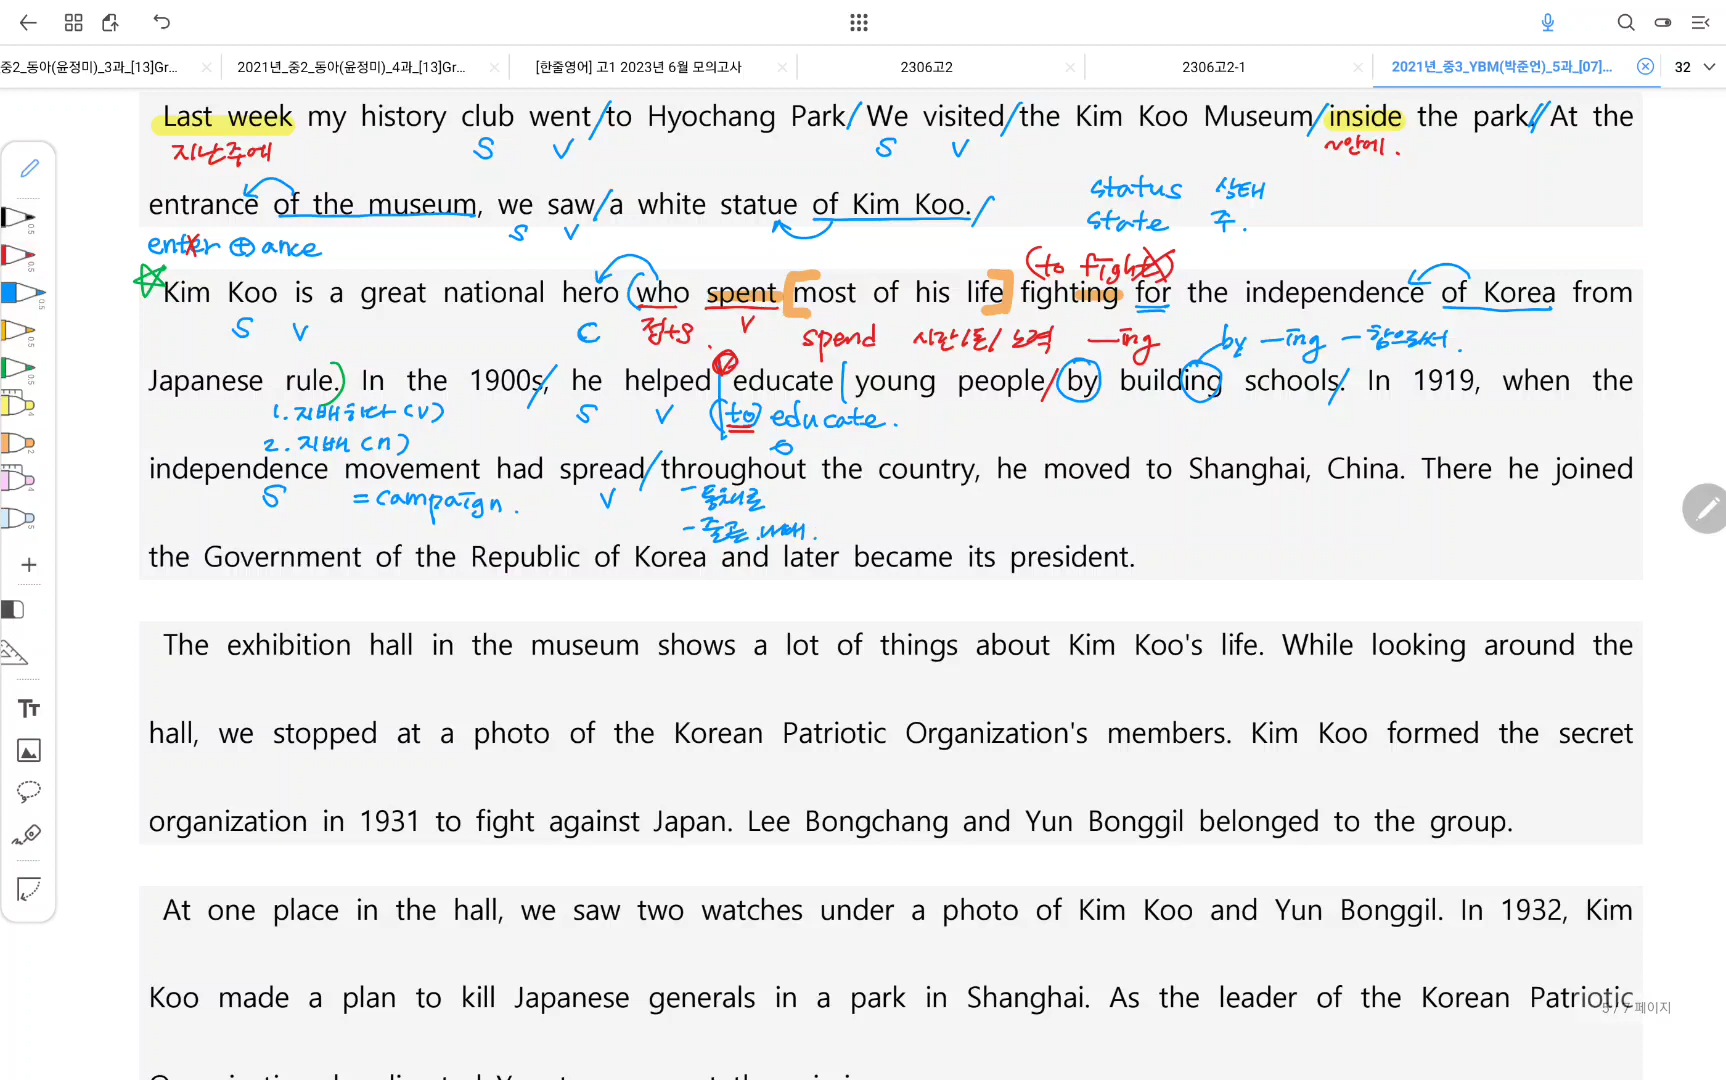 중2_동아(윤정미)_3과_[13]Gr...
2021년_중2_동아(윤정미)_4과_[13]Gr...
[한줄영어] 고1 2023년 6월 모의고사
2306고2
2306고2-1
2021년_중3_YBM(박준언)_5과_[07]...
32
Last week my history club went/to Hyochang Park/We visited/the Kim Koo Museum/inside the park//At the
지난주에 S V S V ~안에.
entrance of the museum, we saw/a white statue of Kim Koo./
status 상태
state 주.
enter ⊕ ance S V
(to fight)
Kim Koo is a great national hero (who spent [most of his life] fighting for the independence of Korea from
S V C V spend 시간/돈/노력 —ing by —ing – 함으로써.
Japanese rule.) In the 1900s,/ he helped educate (young people/ by building schools./ In 1919, when the
1. 지배하다 (v) S V (to) educate.
2. 지배 (n) O
independence movement had spread/throughout the country, he moved to Shanghai, China. There he joined
S = campaign. V
the Government of the Republic of Korea and later became its president.
The exhibition hall in the museum shows a lot of things about Kim Koo's life. While looking around the
hall, we stopped at a photo of the Korean Patriotic Organization's members. Kim Koo formed the secret
organization in 1931 to fight against Japan. Lee Bongchang and Yun Bonggil belonged to the group.
At one place in the hall, we saw two watches under a photo of Kim Koo and Yun Bonggil. In 1932, Kim
Koo made a plan to kill Japanese generals in a park in Shanghai. As the leader of the Korean Patriotic
5 / 7 페이지